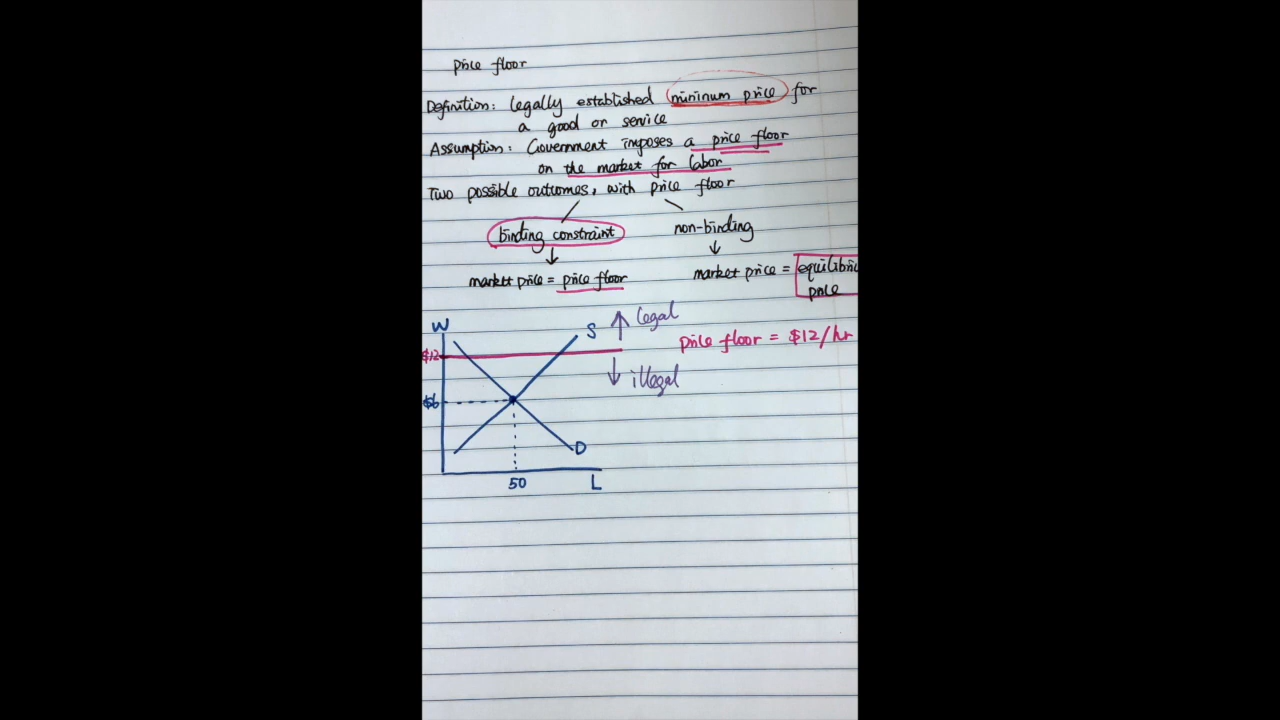 price floor
Definition: legally established minimum price for
a good or service
Assumption: Government imposes a price floor
on the market for labor
Two possible outcomes, with price floor
binding constraint
non-binding
market price = price floor
market price = equilibriu
price
W
S
legal
price floor = $12/hr
$12
illegal
$6
D
50
L